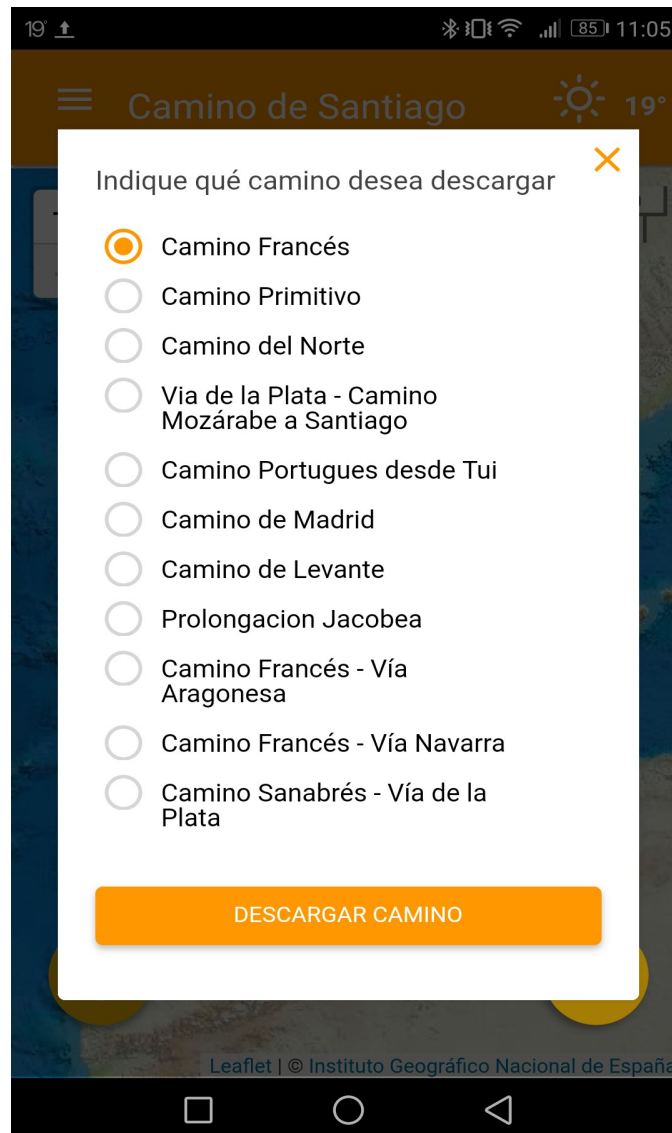 19° 85 11:05
Camino de Santiago 19°
Indique qué camino desea descargar
Camino Francés
Camino Primitivo
Camino del Norte
Via de la Plata - Camino
Mozárabe a Santiago
Camino Portugues desde Tui
Camino de Madrid
Camino de Levante
Prolongacion Jacobea
Camino Francés - Vía
Aragonesa
Camino Francés - Vía Navarra
Camino Sanabrés - Vía de la
Plata
DESCARGAR CAMINO
Leaflet | © Instituto Geográfico Nacional de España